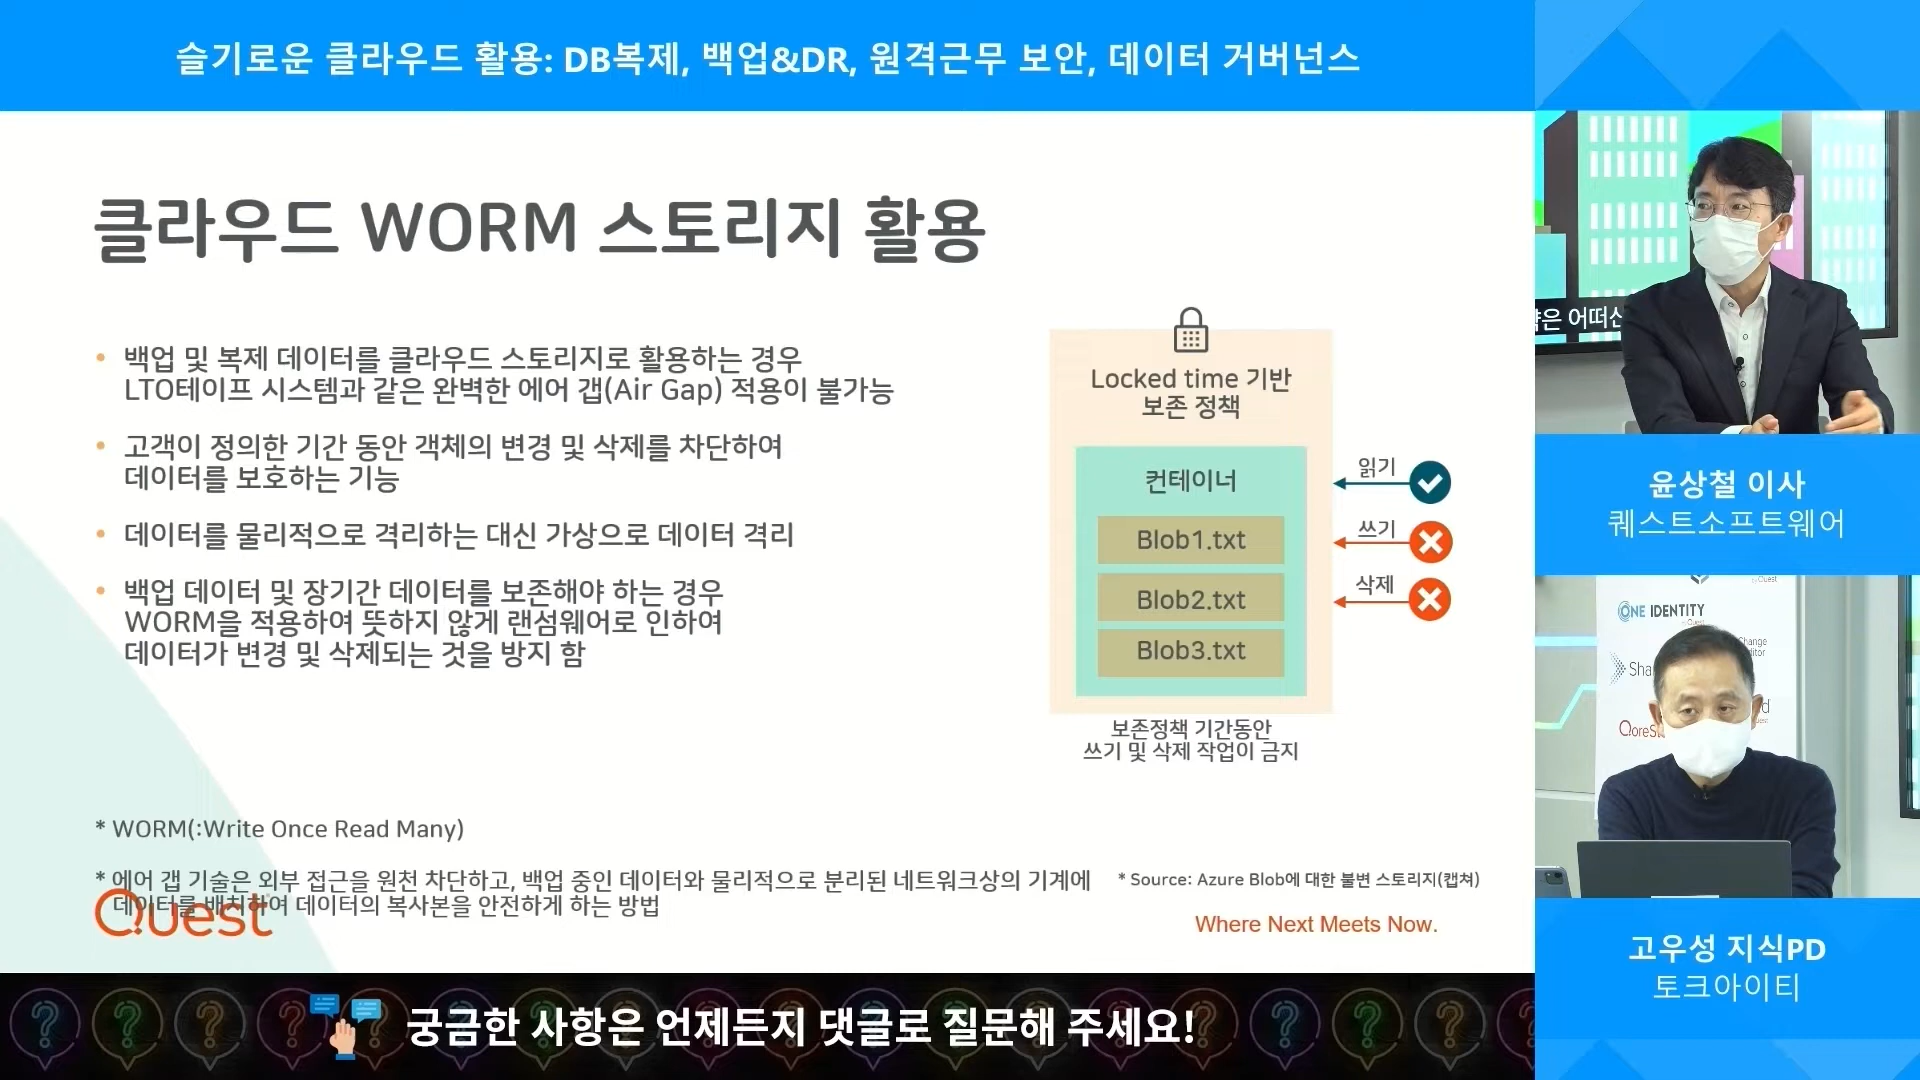 슬기로운 클라우드 활용: DB복제, 백업&DR, 원격근무 보안, 데이터 거버넌스
클라우드 WORM 스토리지 활용
• 백업 및 복제 데이터를 클라우드 스토리지로 활용하는 경우
LTO테이프 시스템과 같은 완벽한 에어 갭(Air Gap) 적용이 불가능
• 고객이 정의한 기간 동안 객체의 변경 및 삭제를 차단하여
데이터를 보호하는 기능
• 데이터를 물리적으로 격리하는 대신 가상으로 데이터 격리
• 백업 데이터 및 장기간 데이터를 보존해야 하는 경우
WORM을 적용하여 뜻하지 않게 랜섬웨어로 인하여
데이터가 변경 및 삭제되는 것을 방지 함
Locked time 기반
보존 정책
컨테이너
Blob1.txt
Blob2.txt
Blob3.txt
읽기
쓰기
삭제
보존정책 기간동안
쓰기 및 삭제 작업이 금지
* WORM(:Write Once Read Many)
* 에어 갭 기술은 외부 접근을 원천 차단하고, 백업 중인 데이터와 물리적으로 분리된 네트워크상의 기계에
데이터를 배치하여 데이터의 복사본을 안전하게 하는 방법
* Source: Azure Blob에 대한 불변 스토리지(캡쳐)
Quest
Where Next Meets Now.
궁금한 사항은 언제든지 댓글로 질문해 주세요!
은 어떠신
윤상철 이사
퀘스트소프트웨어
ONE IDENTITY
고우성 지식PD
토크아이티